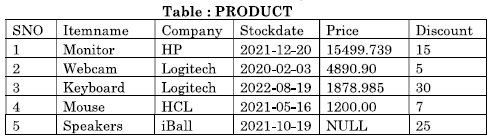 Table : PRODUCT
SNO Itemname Company Stockdate Price Discount
1 Monitor HP 2021-12-20 15499.739 15
2 Webcam Logitech 2020-02-03 4890.90 5
3 Keyboard Logitech 2022-08-19 1878.985 30
4 Mouse HCL 2021-05-16 1200.00 7
5 Speakers iBall 2021-10-19 NULL 25